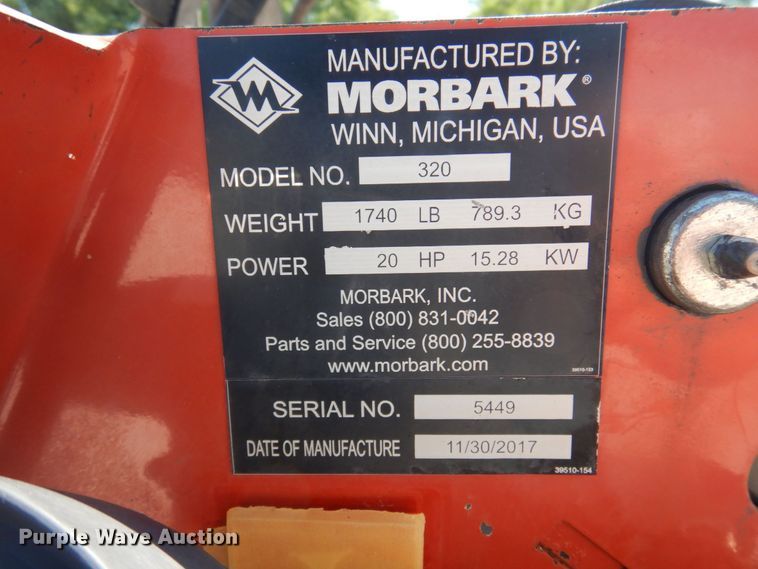 MANUFACTURED BY:
MORBARK®
WINN, MICHIGAN, USA
MODEL NO. 320
WEIGHT 1740 LB 789.3 KG
POWER 20 HP 15.28 KW
MORBARK, INC.
Sales (800) 831-0042
Parts and Service (800) 255-8839
www.morbark.com
39510-153
SERIAL NO. 5449
DATE OF MANUFACTURE 11/30/2017
39510-154
Purple Wave Auction®